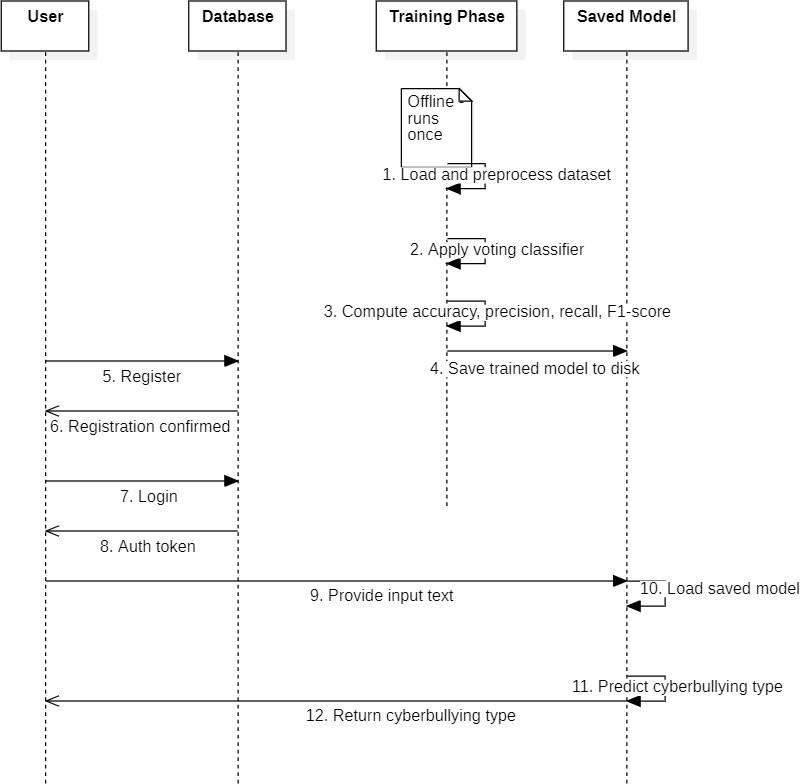 User
Database
Training Phase
Saved Model
Offline -
runs
once
1. Load and preprocess dataset
2. Apply voting classifier
3. Compute accuracy, precision, recall, F1-score
4. Save trained model to disk
5. Register
6. Registration confirmed
7. Login
8. Auth token
9. Provide input text
10. Load saved model
11. Predict cyberbullying type
12. Return cyberbullying type